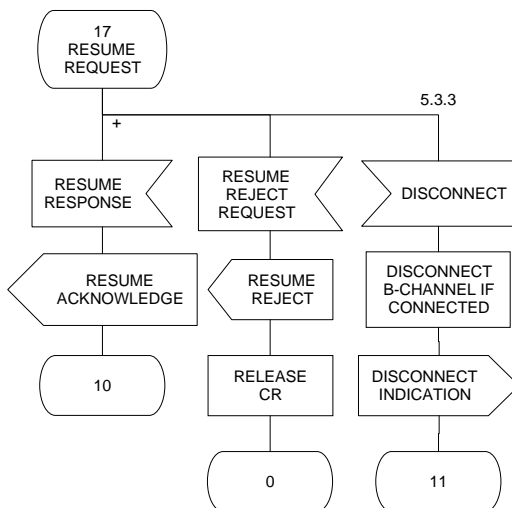 17
RESUME
REQUEST
5.3.3
+
RESUME
RESPONSE
RESUME
REJECT
REQUEST
DISCONNECT
RESUME
ACKNOWLEDGE
RESUME
REJECT
DISCONNECT
B-CHANNEL IF
CONNECTED
10
RELEASE
CR
DISCONNECT
INDICATION
0
11